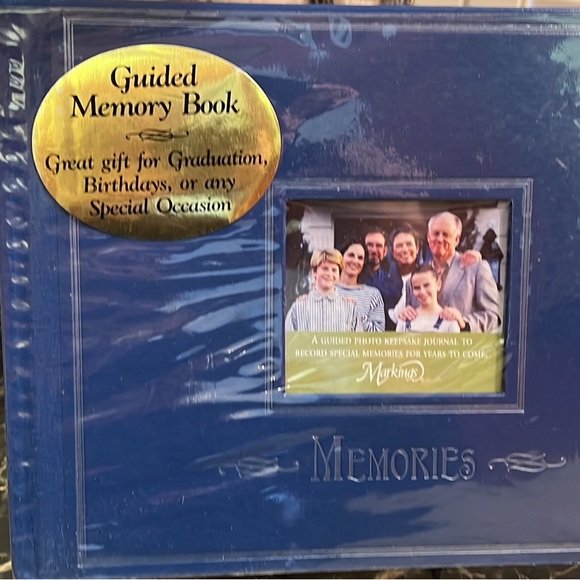 Guided
Memory Book
Great gift for Graduation,
Birthdays, or any
Special Occasion
A GUIDED PHOTO KEEPSAKE JOURNAL TO
RECORD SPECIAL MEMORIES FOR YEARS TO COME.
Markings
MEMORIES